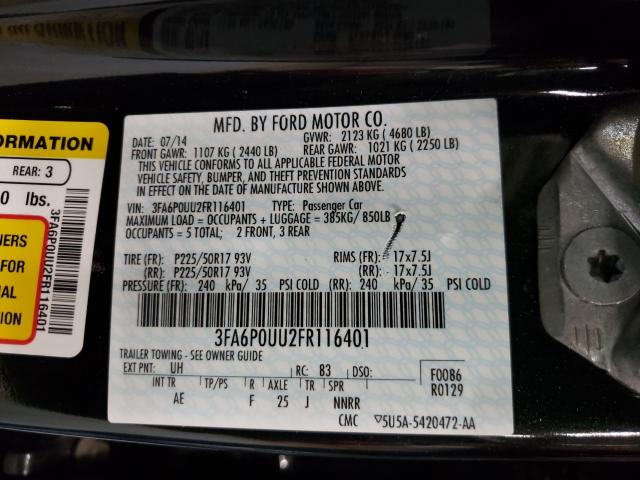 MFD. BY FORD MOTOR CO.
DATE: 07/14 GVWR: 2123 KG ( 4680 LB)
FRONT GAWR: 1107 KG ( 2440 LB) REAR GAWR: 1021 KG ( 2250 LB)
THIS VEHICLE CONFORMS TO ALL APPLICABLE FEDERAL MOTOR
VEHICLE SAFETY, BUMPER, AND THEFT PREVENTION STANDARDS
IN EFFECT ON THE DATE OF MANUFACTURE SHOWN ABOVE.
VIN: 3FA6P0UU2FR116401 TYPE: Passenger Car
MAXIMUM LOAD = OCCUPANTS + LUGGAGE = 385KG/ 850LB
OCCUPANTS = 5 TOTAL; 2 FRONT, 3 REAR
TIRE (FR): P225/50R17 93V RIMS (FR): 17x7.5J
(RR): P225/50R17 93V (RR): 17x7.5J
PRESSURE (FR): 240 kPa/ 35 PSI COLD (RR): 240 kPa/ 35 PSI COLD
3FA6P0UU2FR116401
TRAILER TOWING - SEE OWNER GUIDE
EXT PNT: UH RC: 83 DSO:
F0086
R0129
INT TR TP/PS R AXLE TR SPR
AE F 25 J NNRR
CMC ▽5U5A-5420472-AA
FORMATION
REAR: 3
0 lbs.
NERS
FOR
NAL
ION
3FA6P0UU2FR116401